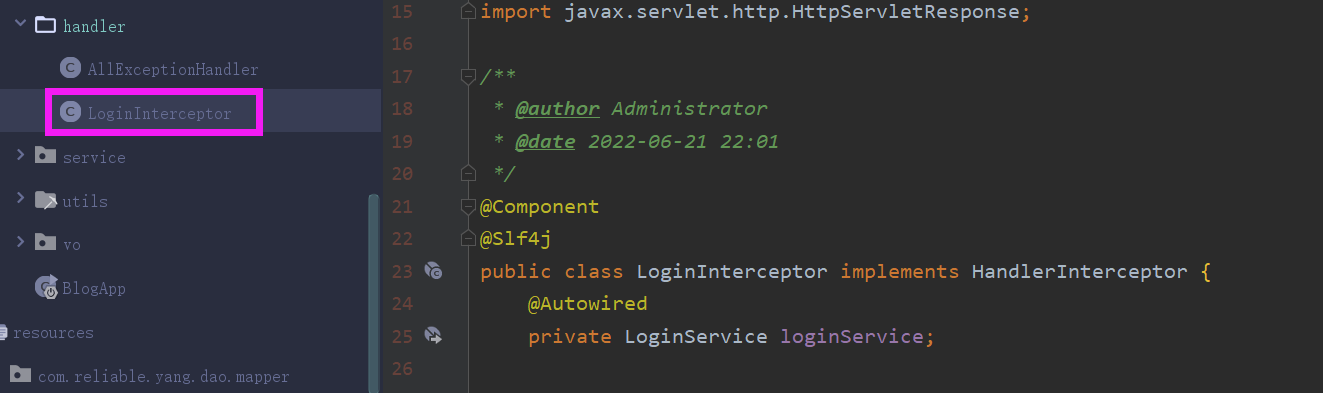 handler
AllExceptionHandler
LoginInterceptor
service
utils
vo
BlogApp
resources
com.reliable.yang.dao.mapper
15 import javax.servlet.http.HttpServletResponse;
16
17 /**
18 * @author Administrator
19 * @date 2022-06-21 22:01
20 */
21 @Component
22 @Slf4j
23 public class LoginInterceptor implements HandlerInterceptor {
24 @Autowired
25 private LoginService loginService;
26